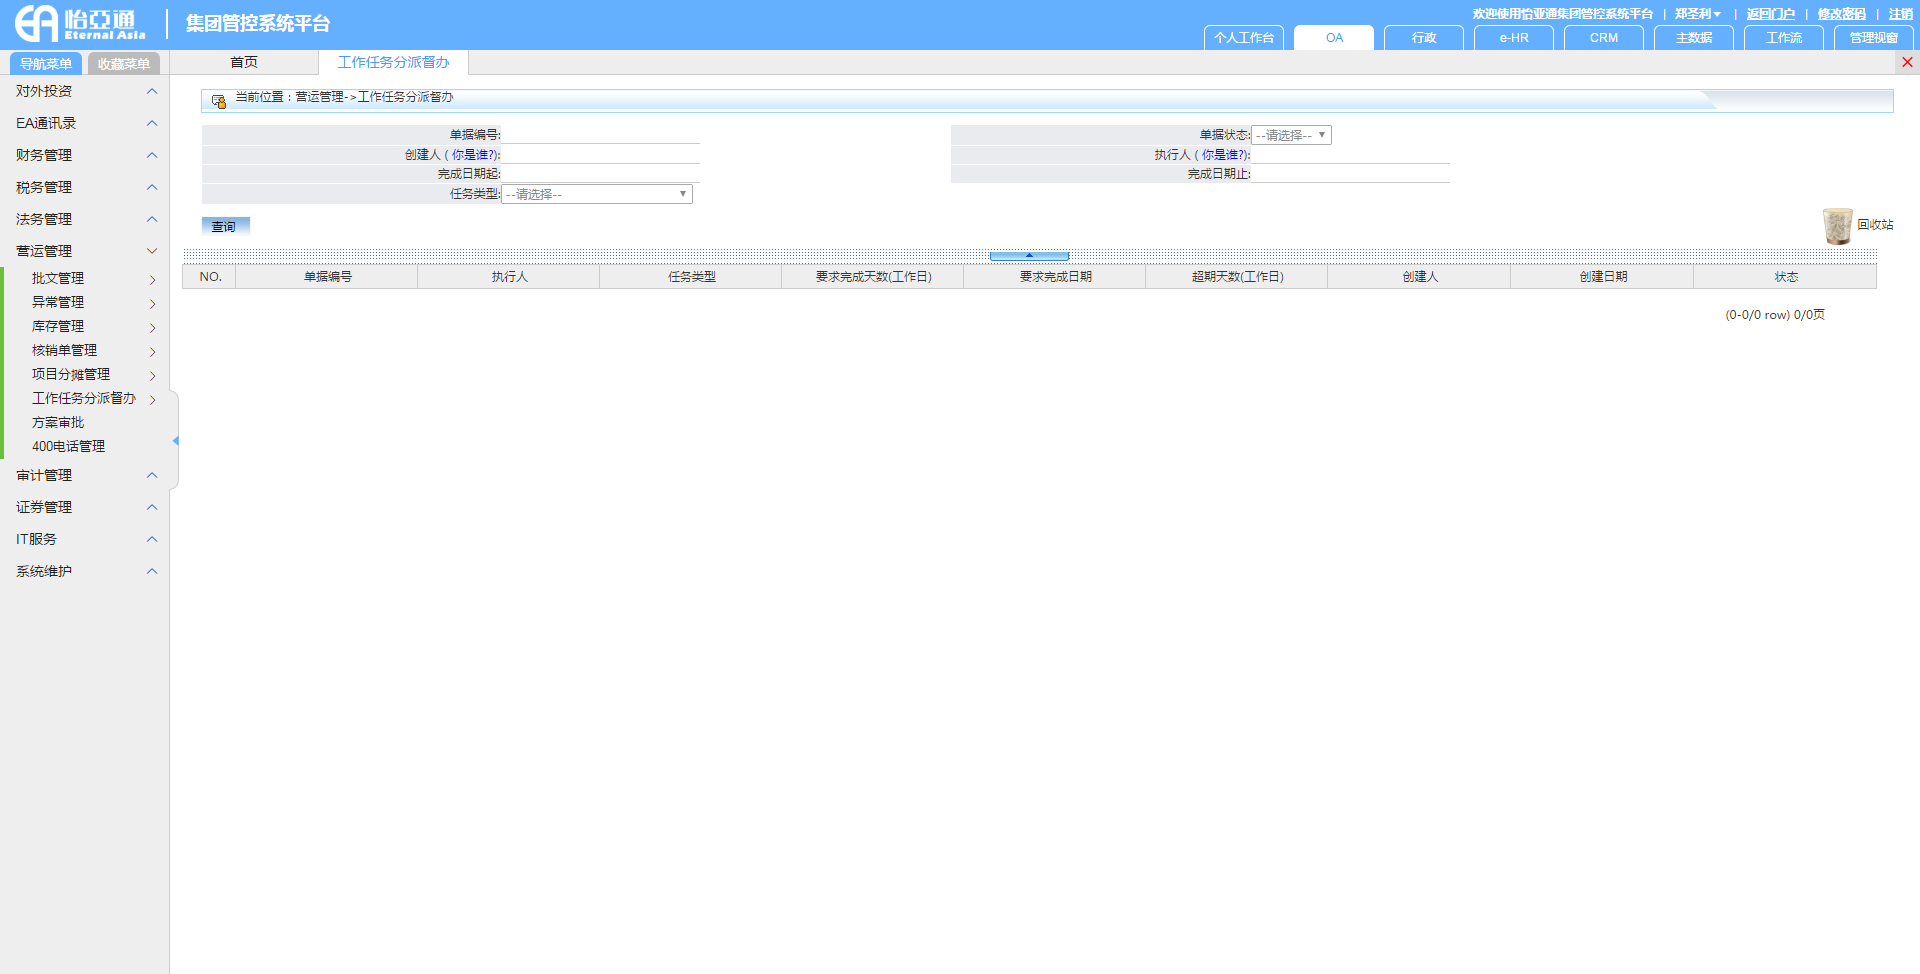 怡亞通
Eternal Asia
集团管控系统平台
欢迎使用怡亚通集团管控系统平台 | 郑圣利 | 返回门户 | 修改密码 | 注销
个人工作台 OA 行政 e-HR CRM 主数据 工作流 管理视窗
导航菜单 收藏菜单 首页 工作任务分派督办
对外投资
EA通讯录
财务管理
税务管理
法务管理
营运管理
批文管理
异常管理
库存管理
核销单管理
项目分摊管理
工作任务分派督办
方案审批
400电话管理
审计管理
证券管理
IT服务
系统维护
当前位置：营运管理->工作任务分派督办
单据编号: 单据状态: --请选择--
创建人 ( 你是谁?): 执行人 ( 你是谁?):
完成日期起: 完成日期止:
任务类型: --请选择--
查询 回收站
NO. 单据编号 执行人 任务类型 要求完成天数(工作日) 要求完成日期 超期天数(工作日) 创建人 创建日期 状态
(0-0/0 row) 0/0页